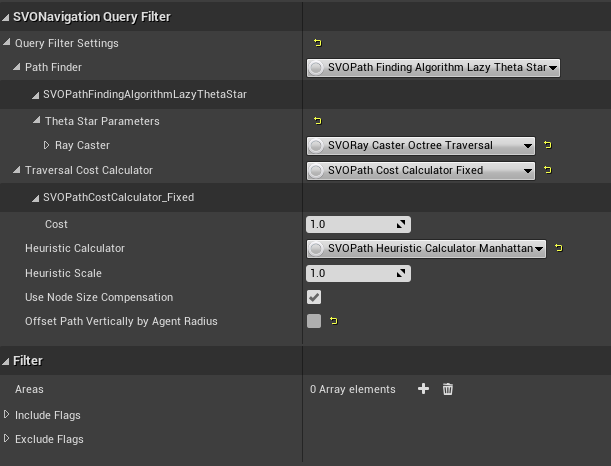 SVONavigation Query Filter
Query Filter Settings
Path Finder SVOPath Finding Algorithm Lazy Theta Star
SVOPathFindingAlgorithmLazyThetaStar
Theta Star Parameters
Ray Caster SVORay Caster Octree Traversal
Traversal Cost Calculator SVOPath Cost Calculator Fixed
SVOPathCostCalculator_Fixed
Cost 1.0
Heuristic Calculator SVOPath Heuristic Calculator Manhattan
Heuristic Scale 1.0
Use Node Size Compensation
Offset Path Vertically by Agent Radius
Filter
Areas 0 Array elements
Include Flags
Exclude Flags